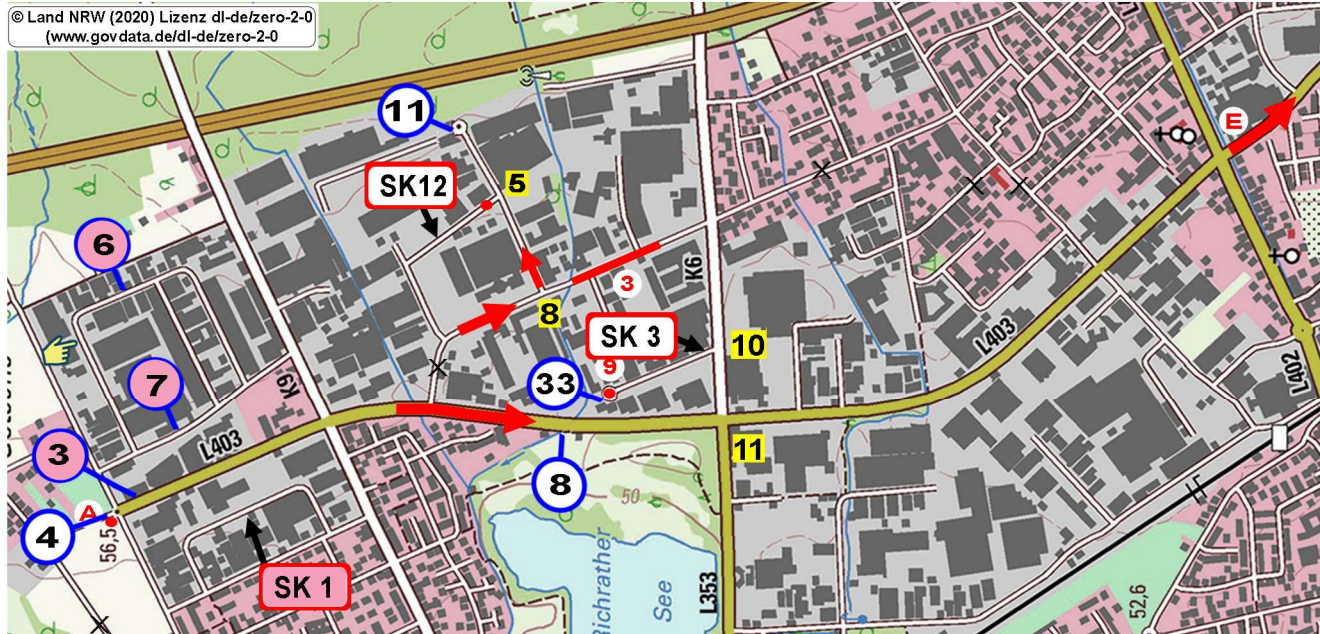 © Land NRW (2020) Lizenz dl-de/zero-2-0
(www.govdata.de/dl-de/zero-2-0
11
SK12
5
6
E
3
K6
8
SK 3
10
9
33
7
K9
L403
L403
L402
3
11
8
A
4
56,5
50
SK 1
Richrather
See
L353
52,6